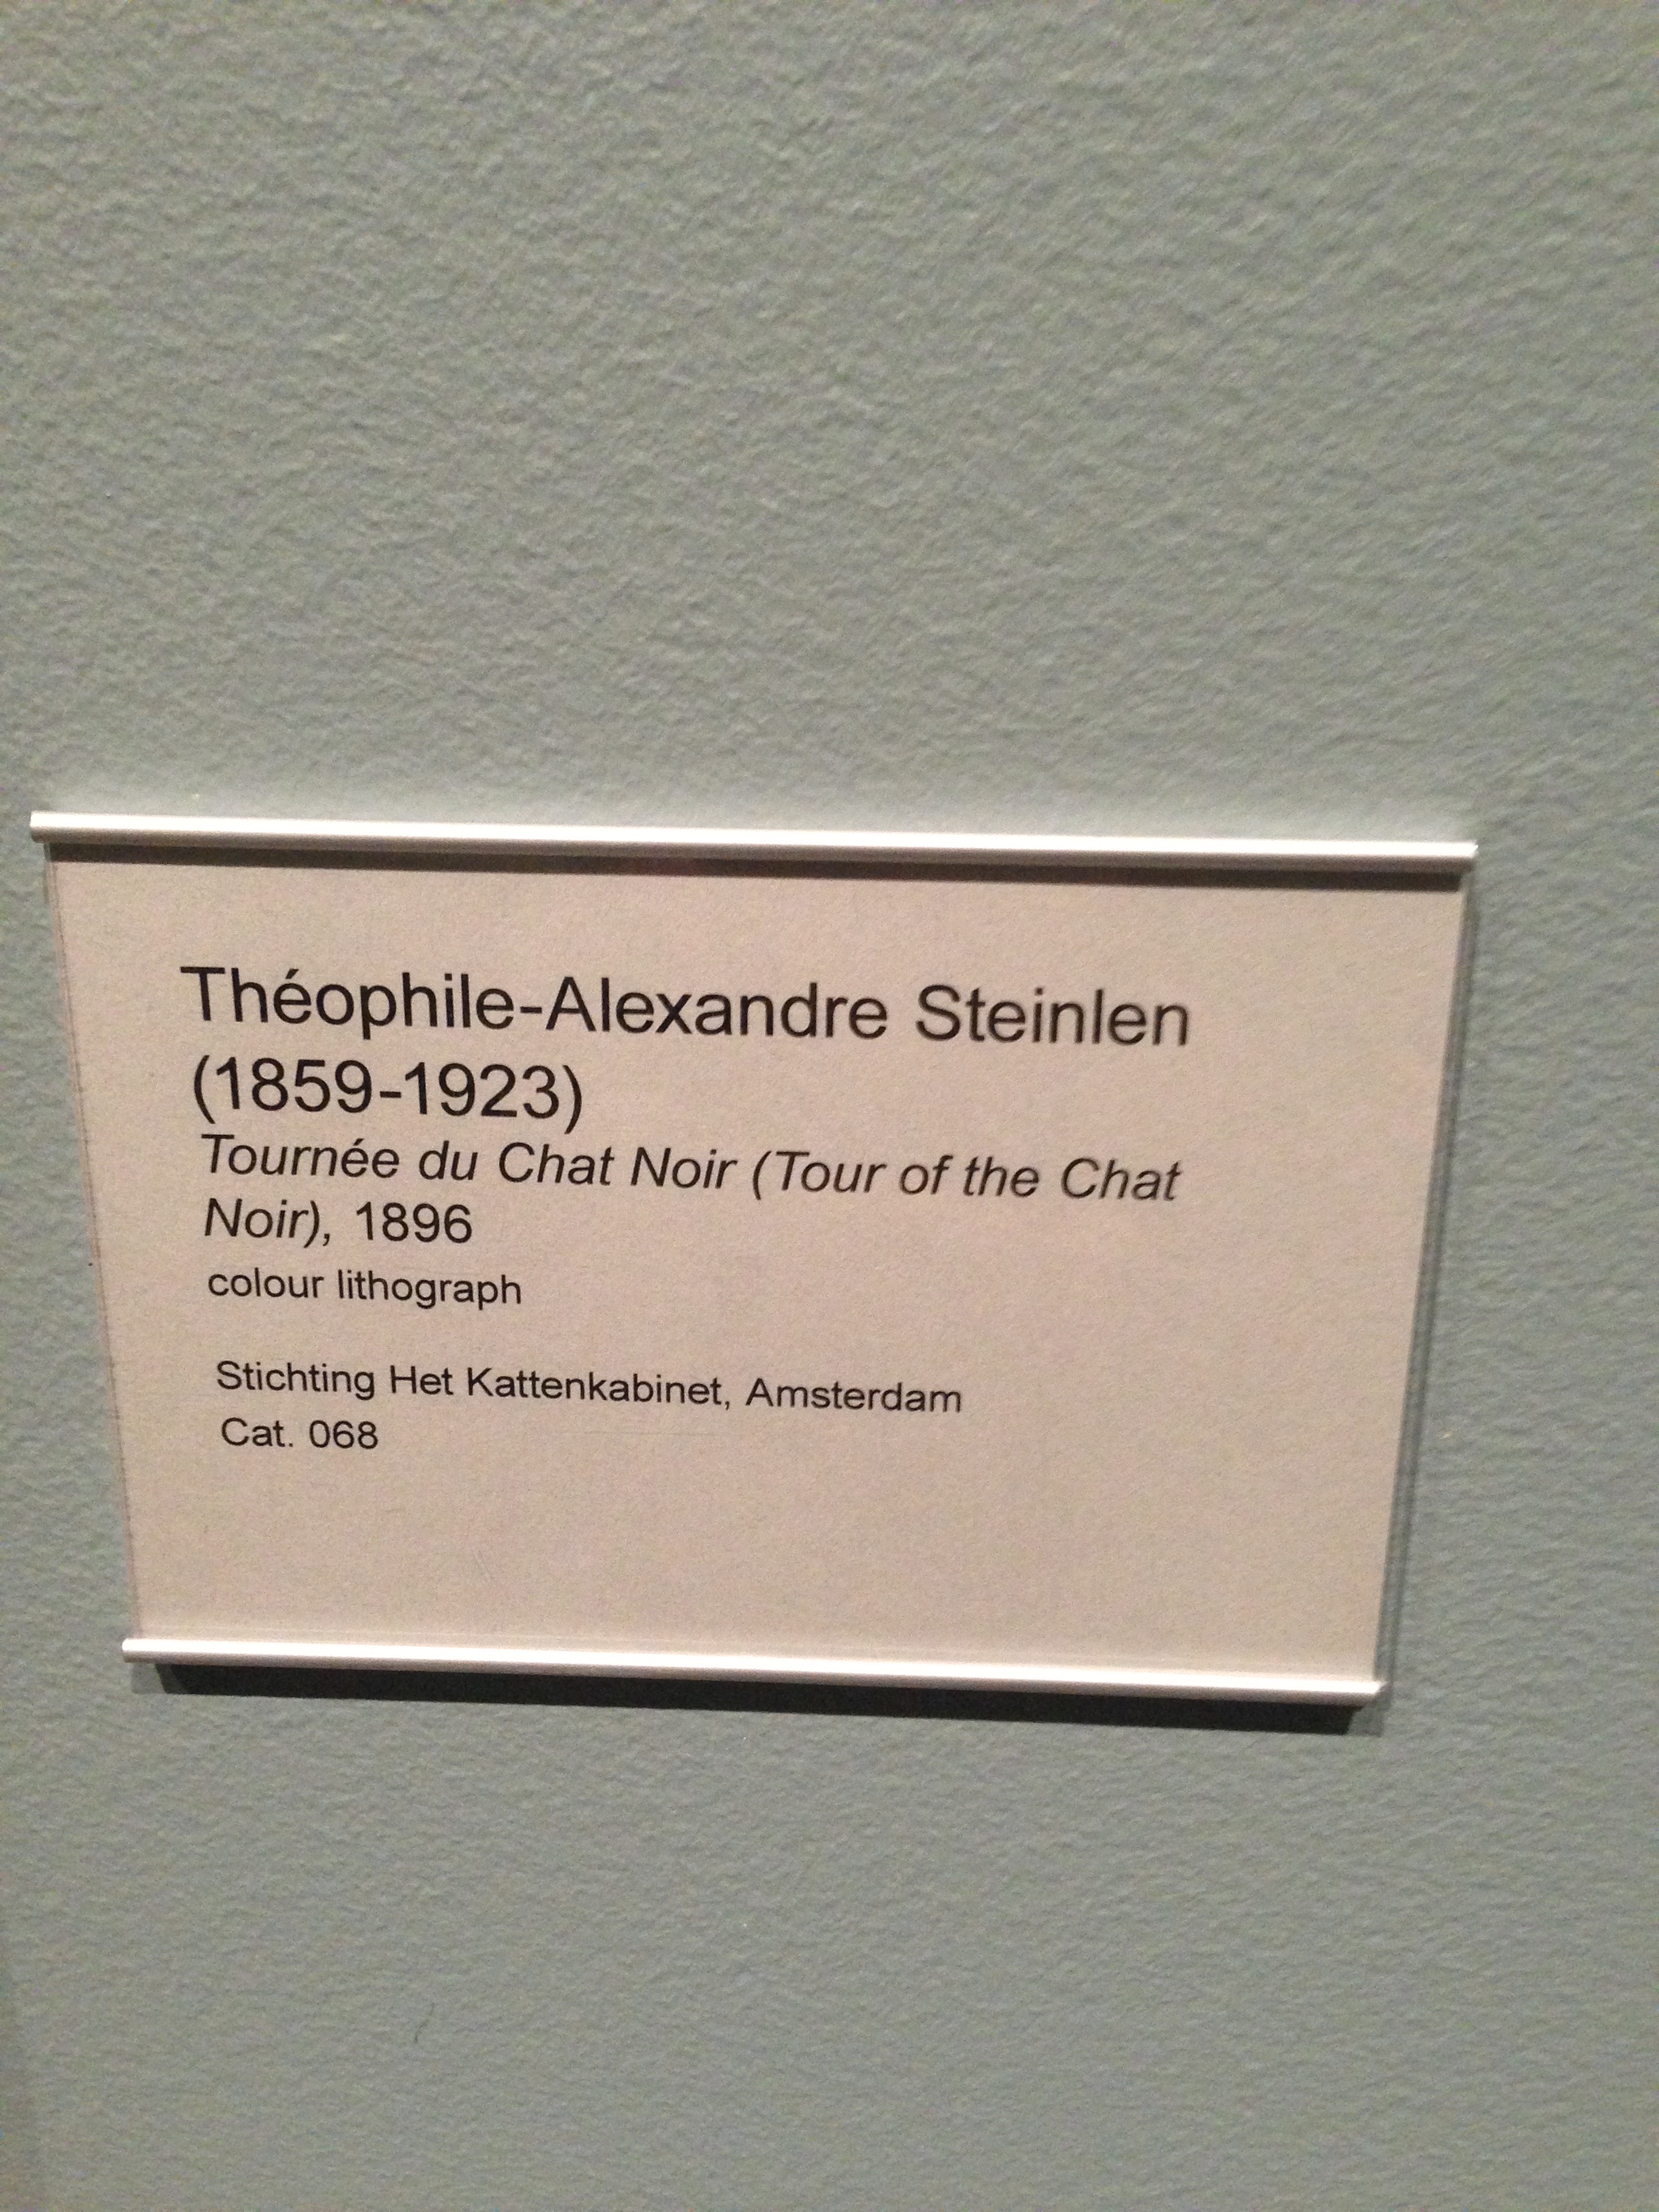 Théophile-Alexandre Steinlen
(1859-1923)
Tournée du Chat Noir (Tour of the Chat
Noir), 1896
colour lithograph
Stichting Het Kattenkabinet, Amsterdam
Cat. 068